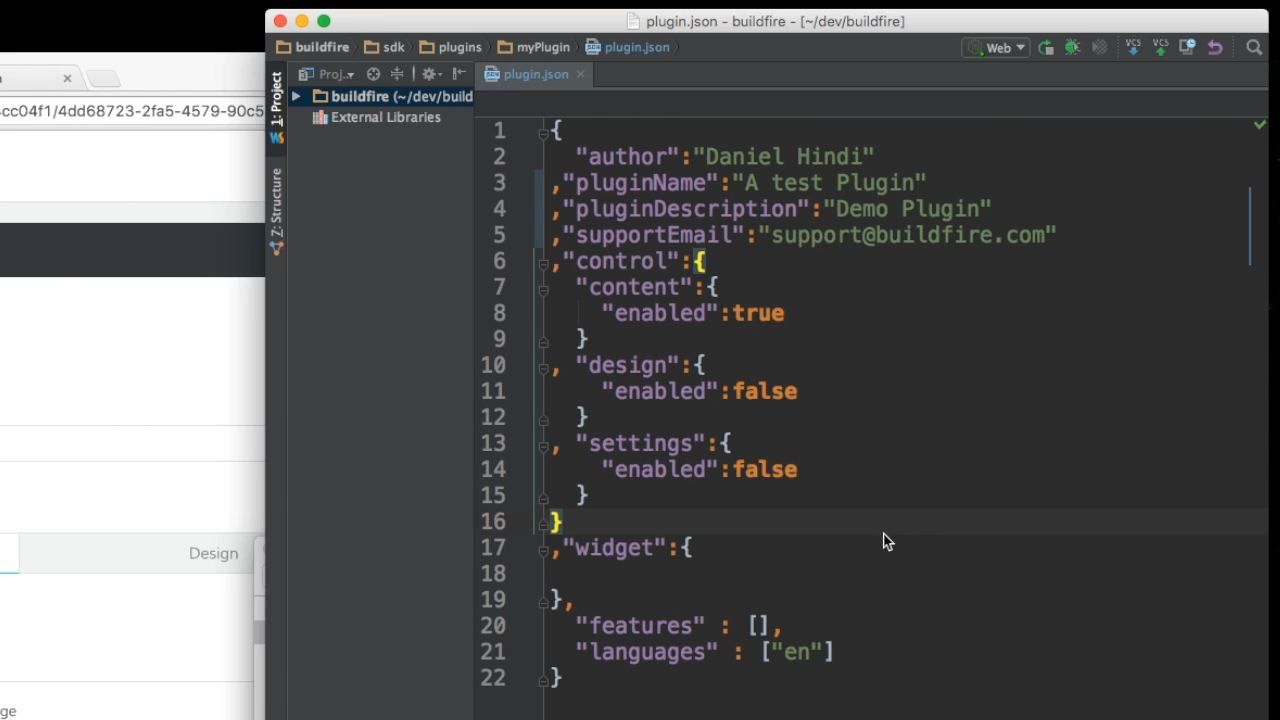 plugin.json - buildfire - [~/dev/buildfire]
buildfire sdk plugins myPlugin plugin.json
Web
VCS VCS
cc04f1/4dd68723-2fa5-4579-90c5
1: Project
Z: Structure
Proj..
plugin.json
buildfire (~/dev/build
External Libraries
1 {
2 "author":"Daniel Hindi"
3 ,"pluginName":"A test Plugin"
4 ,"pluginDescription":"Demo Plugin"
5 ,"supportEmail":"support@buildfire.com"
6 ,"control":{
7 "content":{
8 "enabled":true
9 }
10 , "design":{
11 "enabled":false
12 }
13 , "settings":{
14 "enabled":false
15 }
16 }
17 ,"widget":{
18
19 },
20 "features" : [],
21 "languages" : ["en"]
22 }
Design
ge